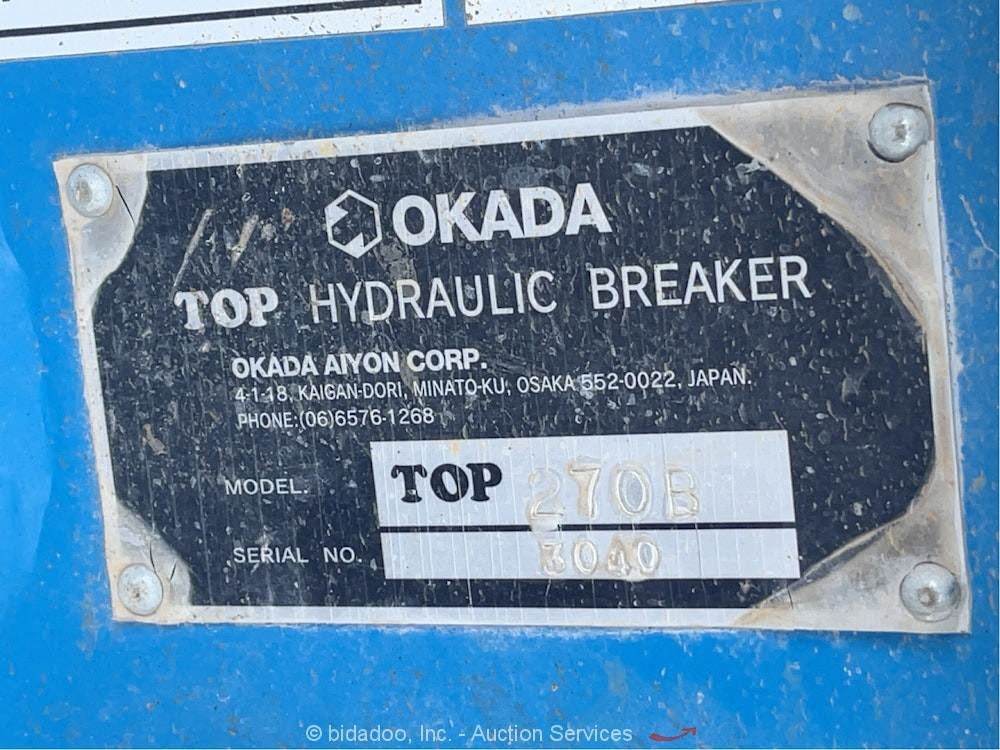 OKADA
TOP HYDRAULIC BREAKER
OKADA AIYON CORP.
4-1-18, KAIGAN-DORI, MINATO-KU, OSAKA 552-0022, JAPAN.
PHONE:(06)6576-1268
MODEL. TOP 270B
SERIAL NO. 3040
© bidadoo, Inc. - Auction Services